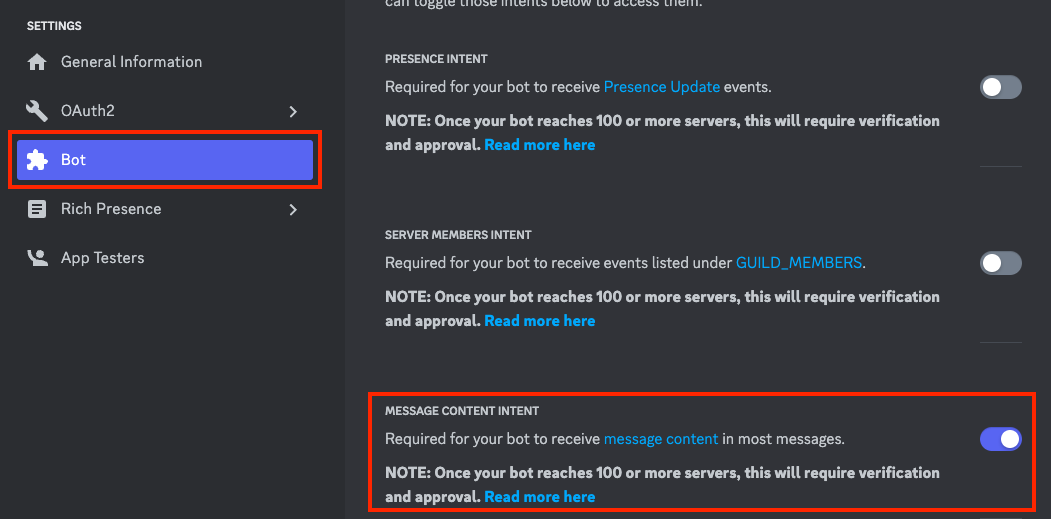 SETTINGS
General Information
OAuth2
Bot
Rich Presence
App Testers
can toggle those intents below to access them.
PRESENCE INTENT
Required for your bot to receive Presence Update events.
NOTE: Once your bot reaches 100 or more servers, this will require verification
and approval. Read more here
SERVER MEMBERS INTENT
Required for your bot to receive events listed under GUILD_MEMBERS.
NOTE: Once your bot reaches 100 or more servers, this will require verification
and approval. Read more here
MESSAGE CONTENT INTENT
Required for your bot to receive message content in most messages.
NOTE: Once your bot reaches 100 or more servers, this will require verification
and approval. Read more here